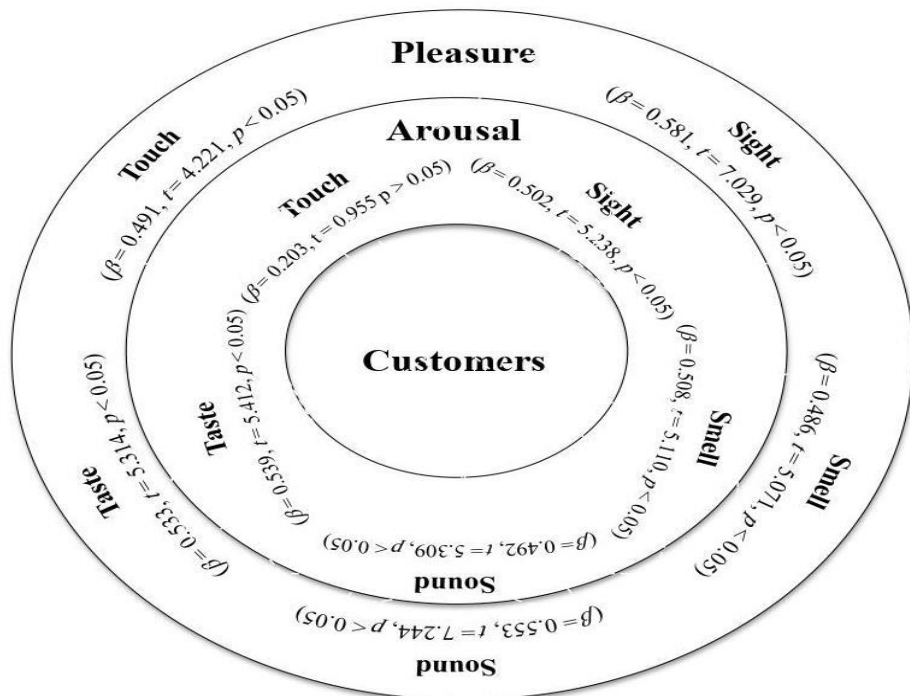 Pleasure
Touch
(β = 0.491, t = 4.221, p < 0.05)
Sight
(β = 0.581, t = 7.029, p < 0.05)
Smell
(β = 0.486, t = 5.071, p < 0.05)
Sound
(β = 0.553, t = 7.244, p < 0.05)
Taste
(β = 0.533, t = 5.314, p < 0.05)
Arousal
Touch
(β = 0.203, t = 0.955 p > 0.05)
Sight
(β = 0.502, t = 5.238, p < 0.05)
Smell
(β = 0.508, t = 5.110, p < 0.05)
Sound
(β = 0.492, t = 5.309, p < 0.05)
Taste
(β = 0.539, t = 5.412, p < 0.05)
Customers